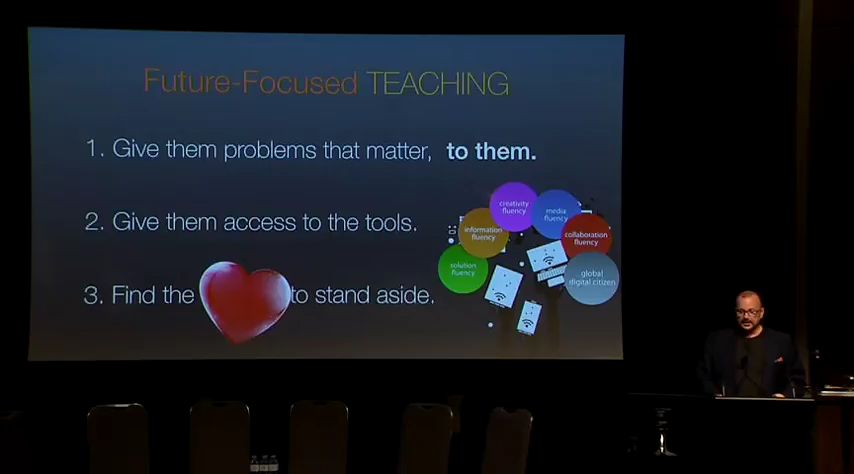 Future-Focused TEACHING
1. Give them problems that matter, to them.
2. Give them access to the tools.
3. Find the to stand aside.
creativity
fluency
media
fluency
information
fluency
collaboration
fluency
solution
fluency
global
digital citizen